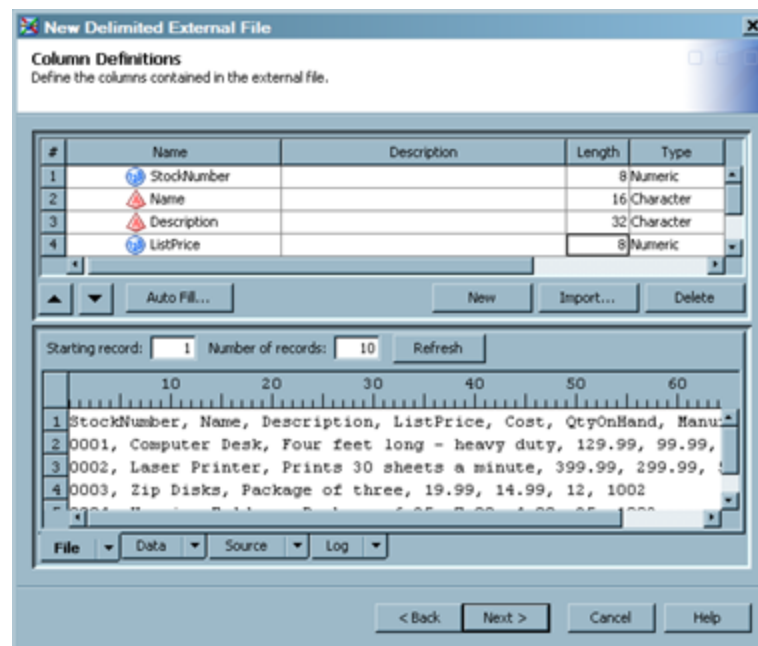 New Delimited External File
Column Definitions
Define the columns contained in the external file.
# Name Description Length Type
1 StockNumber 8 Numeric
2 Name 16 Character
3 Description 32 Character
4 ListPrice 8 Numeric
Auto Fill... New Import... Delete
Starting record: 1 Number of records: 10 Refresh
10 20 30 40 50 60
1 StockNumber, Name, Description, ListPrice, Cost, QtyOnHand, Manu
2 0001, Computer Desk, Four feet long - heavy duty, 129.99, 99.99,
3 0002, Laser Printer, Prints 30 sheets a minute, 399.99, 299.99,
4 0003, Zip Disks, Package of three, 19.99, 14.99, 12, 1002
File Data Source Log
< Back Next > Cancel Help